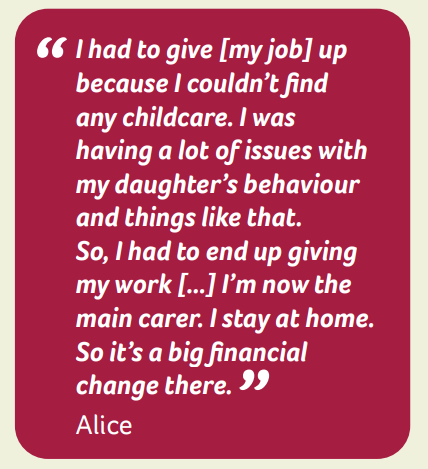 “ I had to give [my job] up
because I couldn’t find
any childcare. I was
having a lot of issues with
my daughter’s behaviour
and things like that.
So, I had to end up giving
my work [...] I’m now the
main carer. I stay at home.
So it’s a big financial
change there. ”
Alice